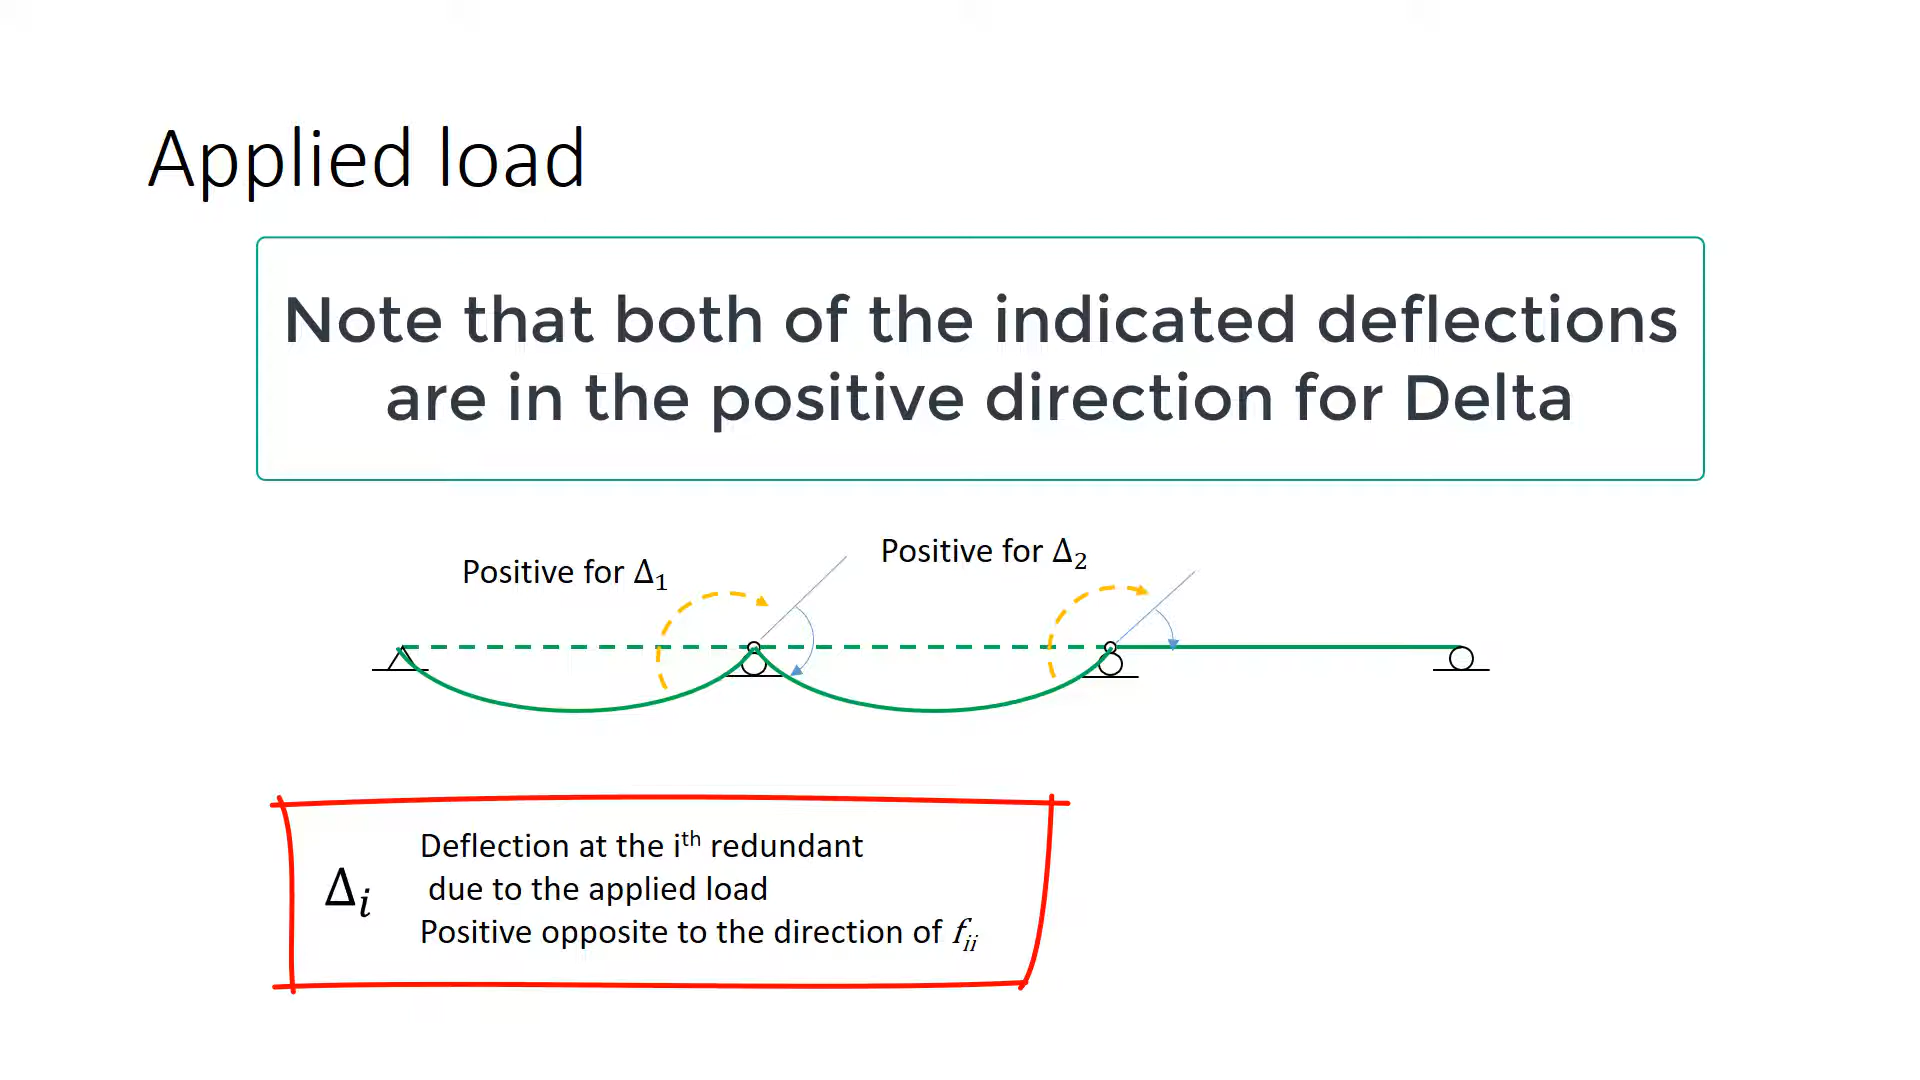 Applied load
Note that both of the indicated deflections
are in the positive direction for Delta
Positive for Δ₁
Positive for Δ₂
Deflection at the iᵗʰ redundant
due to the applied load
Δᵢ
Positive opposite to the direction of fᵢᵢ